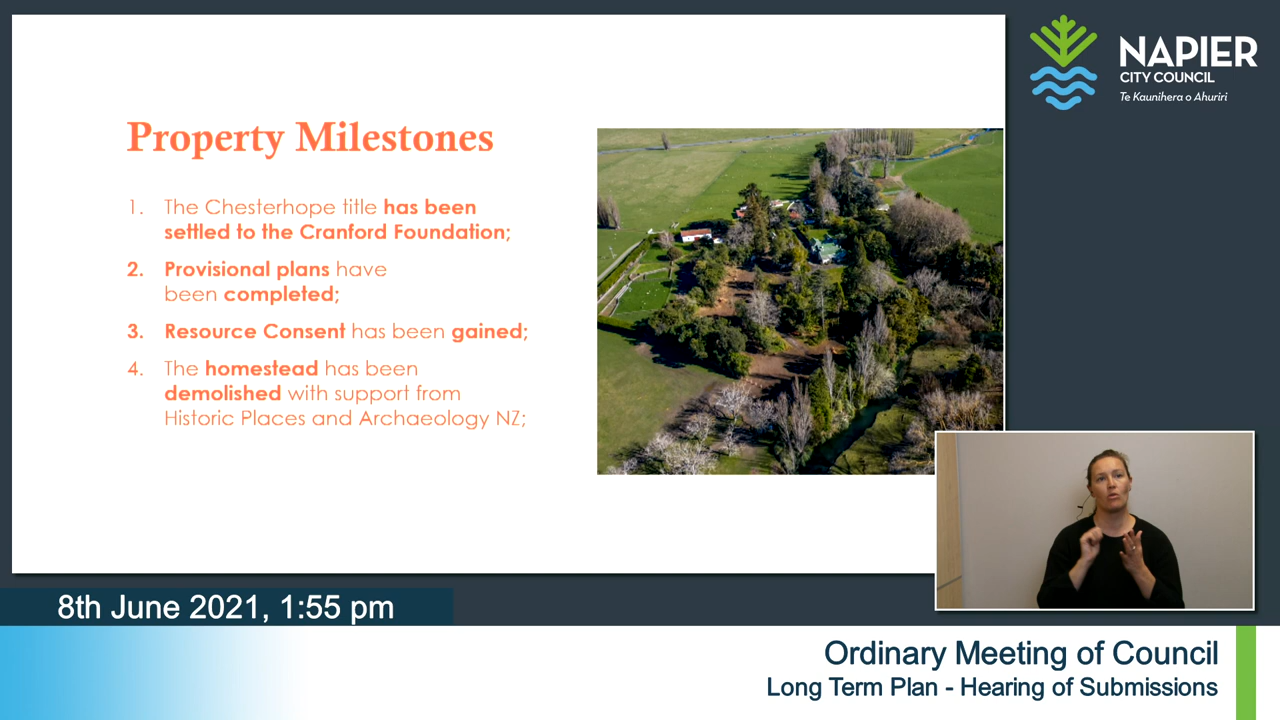 NAPIER
CITY COUNCIL
Te Kaunihera o Ahuriri
Property Milestones
1. The Chesterhope title has been
settled to the Cranford Foundation;
2. Provisional plans have
been completed;
3. Resource Consent has been gained;
4. The homestead has been
demolished with support from
Historic Places and Archaeology NZ;
8th June 2021, 1:55 pm
Ordinary Meeting of Council
Long Term Plan - Hearing of Submissions